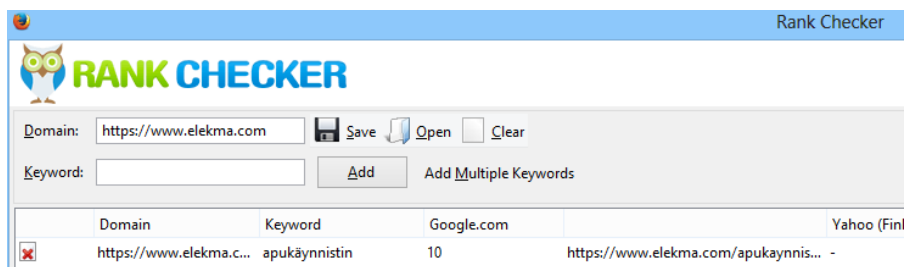 Rank Checker
RANK CHECKER
Domain: https://www.elekma.com Save Open Clear
Keyword: Add Add Multiple Keywords
Domain Keyword Google.com Yahoo (Finl
https://www.elekma.c... apukäynnistin 10 https://www.elekma.com/apukaynnis... -